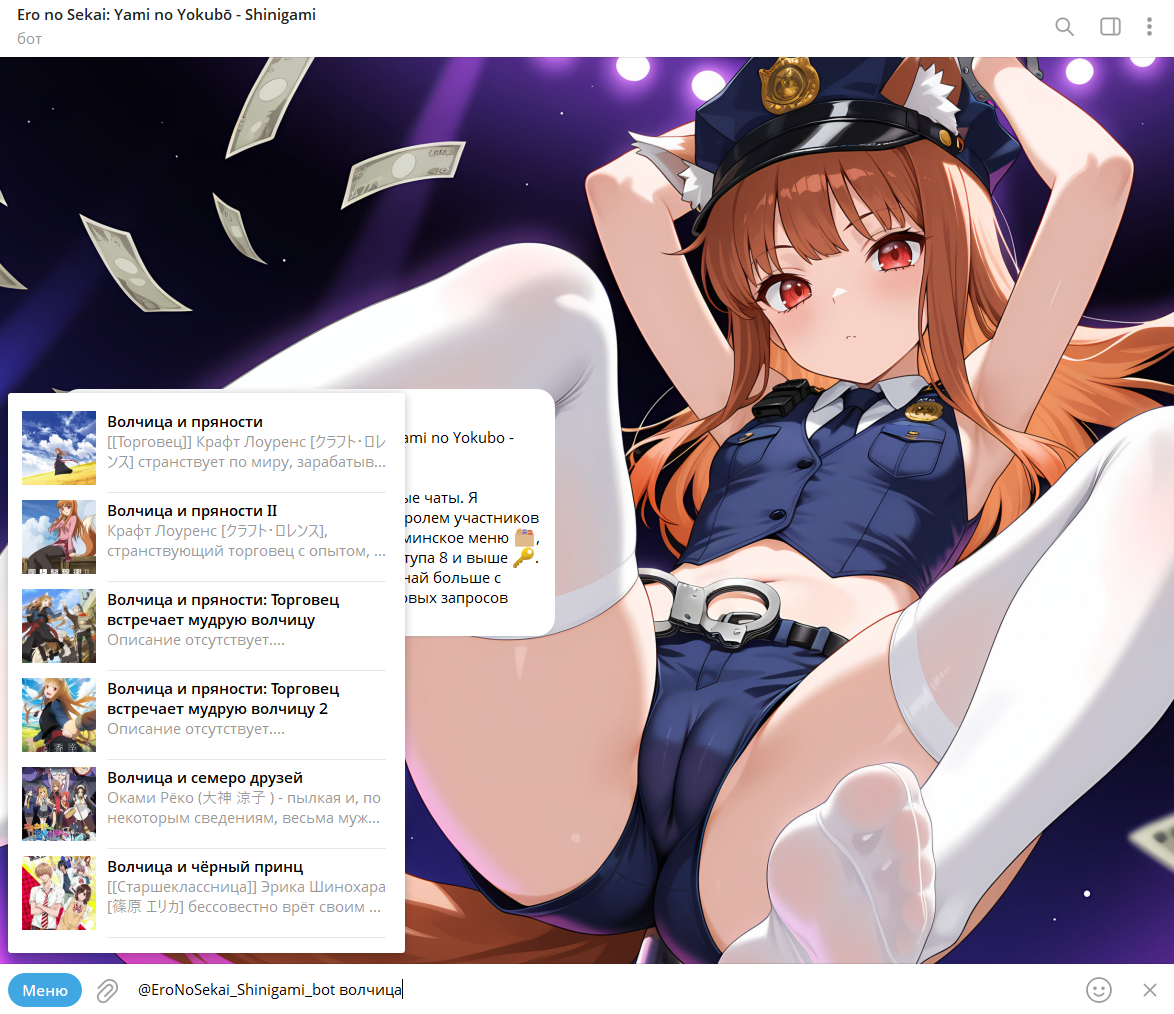 Ero no Sekai: Yami no Yokubō - Shinigami
бот
ami no Yokubo -
ые чаты. Я
ролем участников
минское меню 🗂️,
тупа 8 и выше 🔑.
най больше с
овых запросов
Волчица и пряности
[[Торговец]] Крафт Лоуренс [クラフト・ロレ
ンス] странствует по миру, зарабатыв...
Волчица и пряности II
Крафт Лоуренс [クラフト・ロレンス],
странствующий торговец с опытом, ...
Волчица и пряности: Торговец
встречает мудрую волчицу
Описание отсутствует....
Волчица и пряности: Торговец
встречает мудрую волчицу 2
Описание отсутствует....
Волчица и семеро друзей
Оками Рёко (大神 涼子 ) - пылкая и, по
некоторым сведениям, весьма муж...
Волчица и чёрный принц
[[Старшеклассница]] Эрика Шинохара
[篠原 エリカ] бессовестно врёт своим ...
Меню
@EroNoSekai_Shinigami_bot волчица